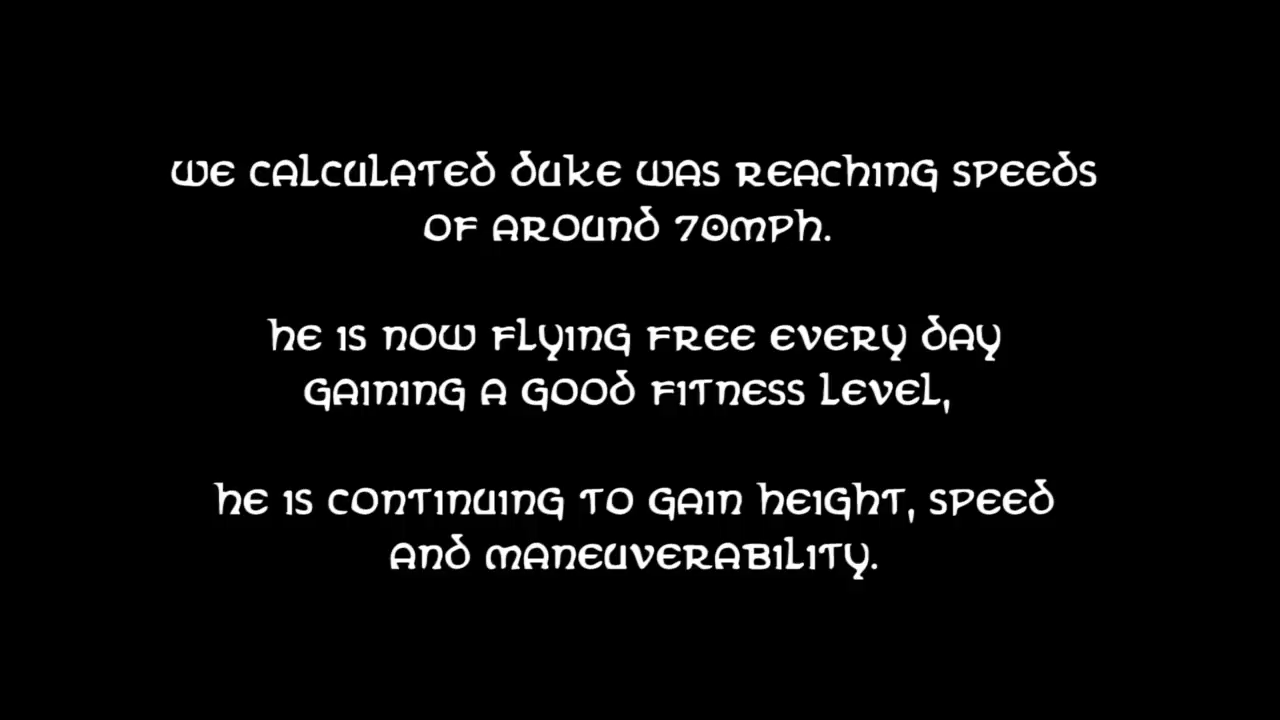 WE CALCULATED DUKE WAS REACHING SPEEDS
OF AROUND 70MPH.
HE IS NOW FLYING FREE EVERY DAY
GAINING A GOOD FITNESS LEVEL,
HE IS CONTINUING TO GAIN HEIGHT, SPEED
AND MANEUVERABILITY.